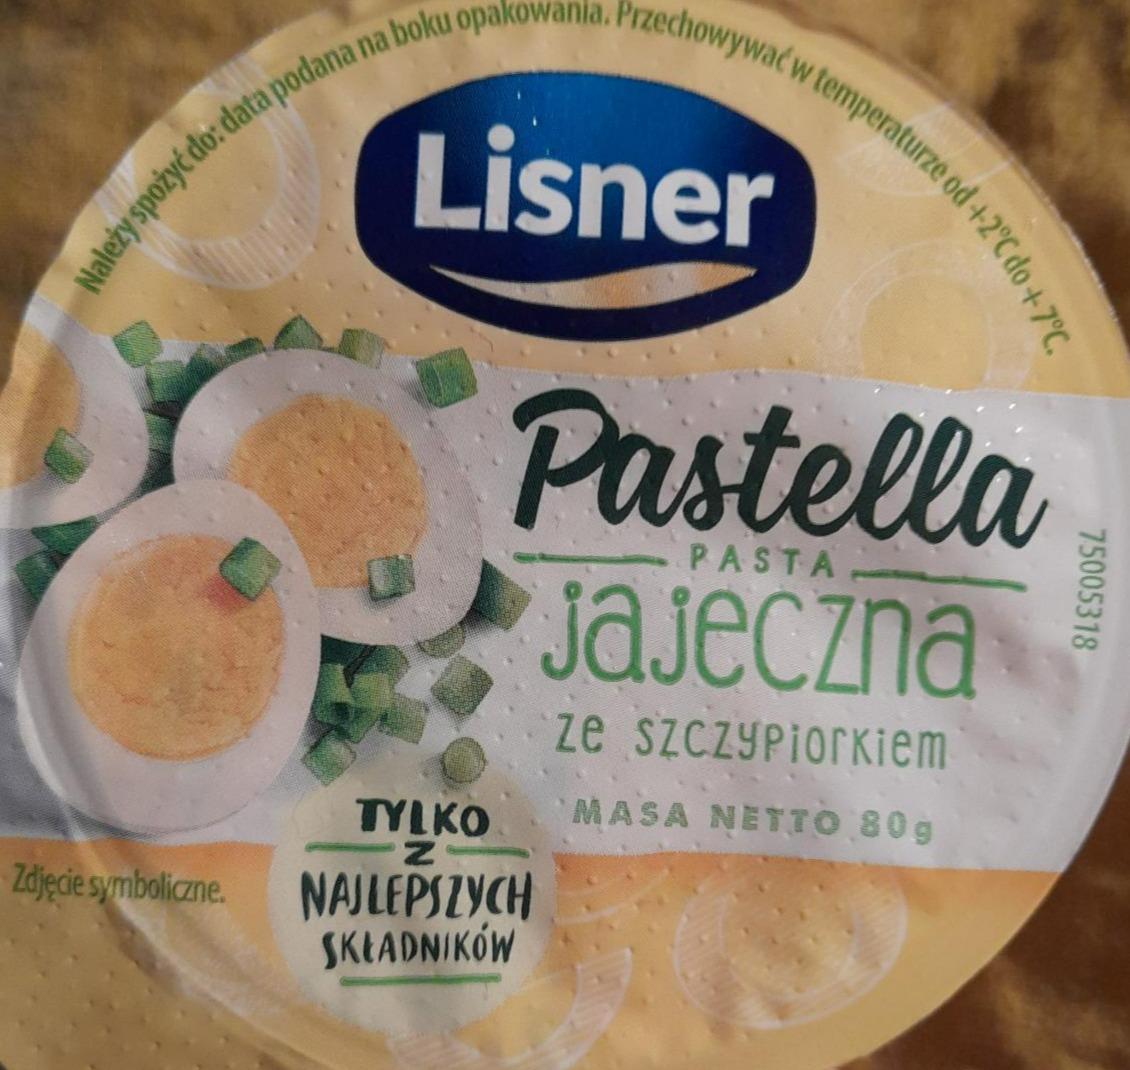 Należy spożyć do: data podana na boku opakowania. Przechowywać w temperaturze od +2°C do +7°C.
Lisner
Pastella
PASTA
jajeczna
ze szczypiorkiem
MASA NETTO 80g
75005318
TYLKO
Z
NAJLEPSZYCH
SKŁADNIKÓW
Zdjęcie symboliczne.